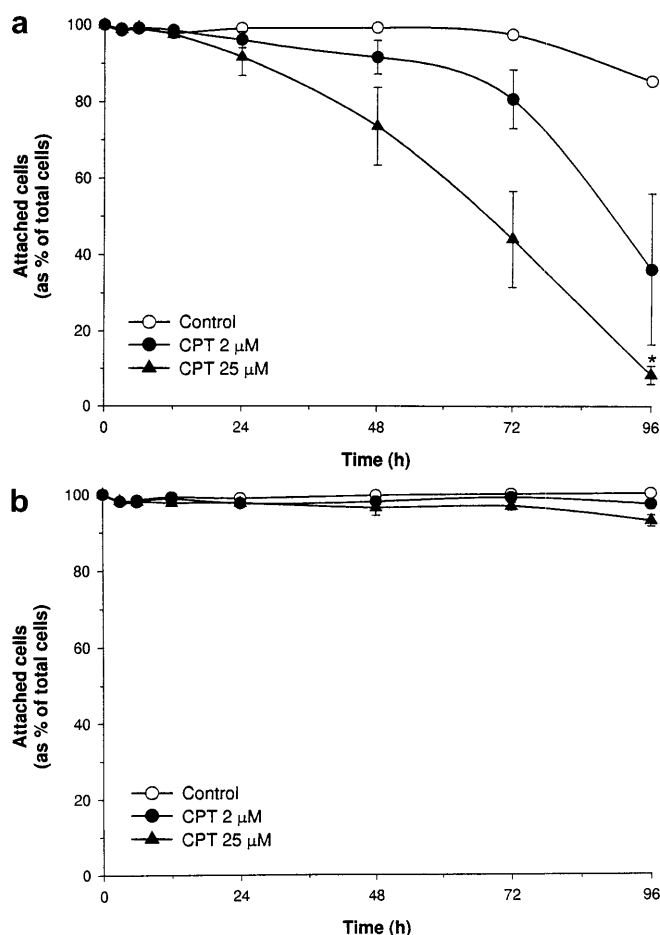 a
100
80
60
40
20
0
Attached cells
(as % of total cells)
Control
CPT 2 μM
CPT 25 μM
*
0 24 48 72 96
Time (h)
b
100
80
60
40
20
0
Attached cells
(as % of total cells)
Control
CPT 2 μM
CPT 25 μM
0 24 48 72 96
Time (h)